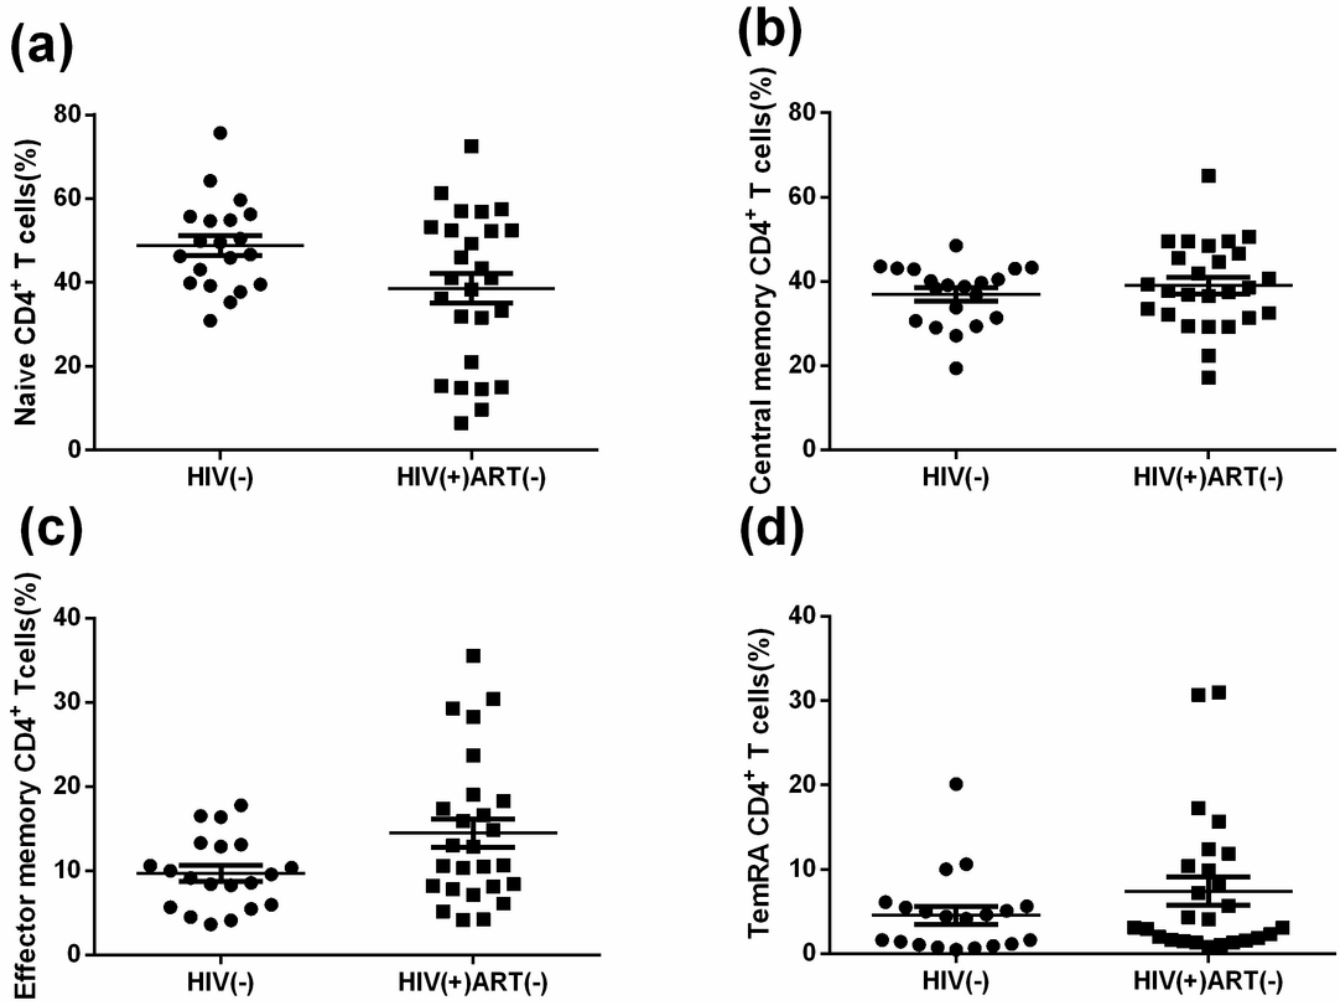 (a)
Naive CD4+ T cells(%)
80
60
40
20
0
HIV(-) HIV(+)ART(-)
(b)
Central memory CD4+ T cells(%)
80
60
40
20
0
HIV(-) HIV(+)ART(-)
(c)
Effector memory CD4+ Tcells(%)
40
30
20
10
0
HIV(-) HIV(+)ART(-)
(d)
TemRA CD4+ T cells(%)
40
30
20
10
0
HIV(-) HIV(+)ART(-)